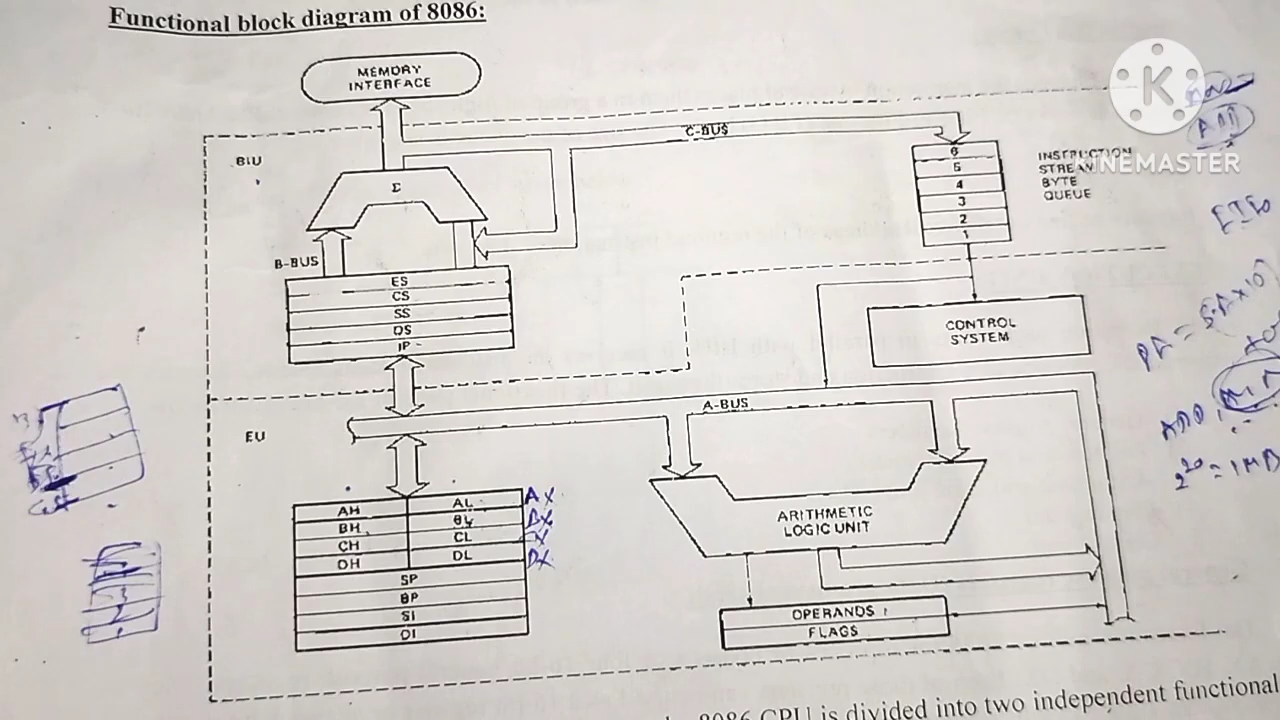 Functional block diagram of 8086:
MEMORY
INTERFACE
C-BUS
BIU
Σ
6
5
4
3
2
1
INSTRUCTION
STREAM
BYTE
QUEUE
K
KINEMASTER
ADD
B-BUS
ES
CS
SS
DS
IP
CONTROL
SYSTEM
A-BUS
EU
AH AL AX
BH BL BX
CH CL CX
DH DL DX
SP
BP
SI
DI
ARITHMETIC
LOGIC UNIT
OPERANDS
FLAGS
2²⁰ = 1MB
8086 CPU is divided into two independent functional